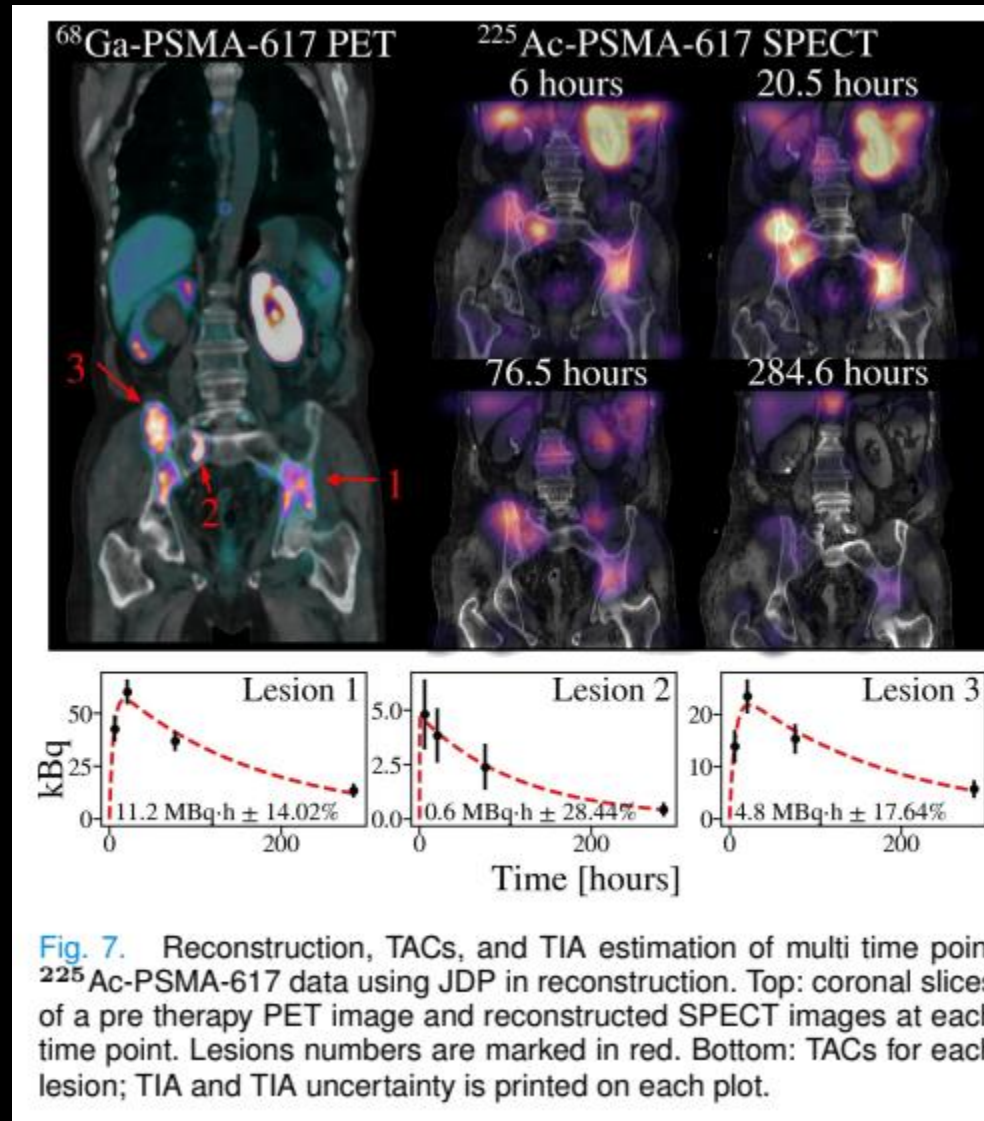 ⁶⁸Ga-PSMA-617 PET
²²⁵Ac-PSMA-617 SPECT
6 hours
20.5 hours
3
2
1
76.5 hours
284.6 hours
kBq
50
25
0
Lesion 1
11.2 MBq·h ± 14.02%
0
200
5.0
2.5
0.0
Lesion 2
0.6 MBq·h ± 28.44%
0
200
20
10
0
Lesion 3
4.8 MBq·h ± 17.64%
0
200
Time [hours]
Fig. 7. Reconstruction, TACs, and TIA estimation of multi time poin
²²⁵Ac-PSMA-617 data using JDP in reconstruction. Top: coronal slices
of a pre therapy PET image and reconstructed SPECT images at each
time point. Lesions numbers are marked in red. Bottom: TACs for each
lesion; TIA and TIA uncertainty is printed on each plot.